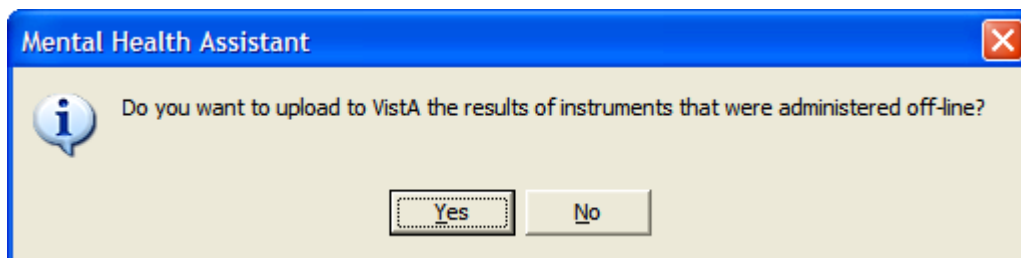 Mental Health Assistant
Do you want to upload to VistA the results of instruments that were administered off-line?
Yes
No